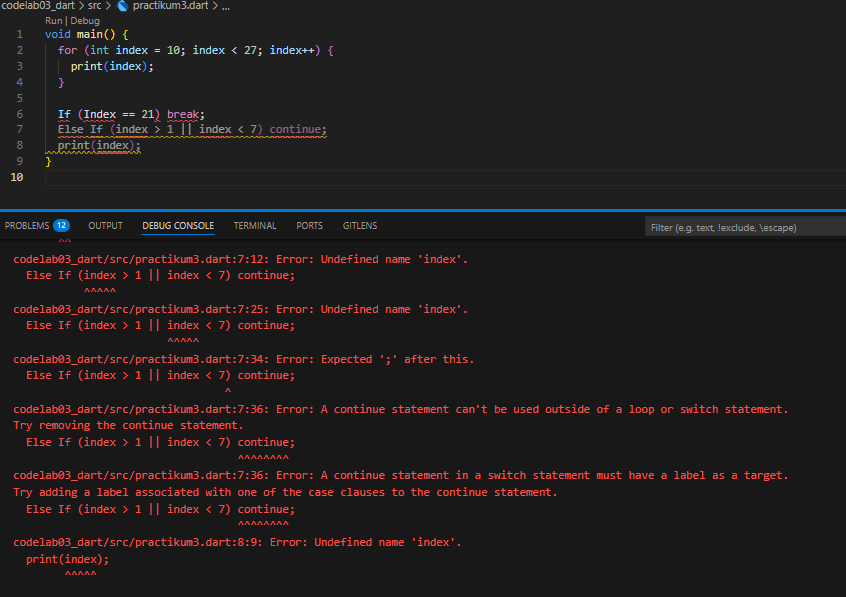 codelab03_dart > src > practikum3.dart > ...
Run | Debug
1 void main() {
2 for (int index = 10; index < 27; index++) {
3 print(index);
4 }
5
6 If (Index == 21) break;
7 Else If (index > 1 || index < 7) continue;
8 print(index);
9 }
10
PROBLEMS 12 OUTPUT DEBUG CONSOLE TERMINAL PORTS GITLENS Filter (e.g. text, !exclude, \escape)
^^
codelab03_dart/src/practikum3.dart:7:12: Error: Undefined name 'index'.
Else If (index > 1 || index < 7) continue;
^^^^^
codelab03_dart/src/practikum3.dart:7:25: Error: Undefined name 'index'.
Else If (index > 1 || index < 7) continue;
^^^^^
codelab03_dart/src/practikum3.dart:7:34: Error: Expected ';' after this.
Else If (index > 1 || index < 7) continue;
^
codelab03_dart/src/practikum3.dart:7:36: Error: A continue statement can't be used outside of a loop or switch statement.
Try removing the continue statement.
Else If (index > 1 || index < 7) continue;
^^^^^^^^
codelab03_dart/src/practikum3.dart:7:36: Error: A continue statement in a switch statement must have a label as a target.
Try adding a label associated with one of the case clauses to the continue statement.
Else If (index > 1 || index < 7) continue;
^^^^^^^^
codelab03_dart/src/practikum3.dart:8:9: Error: Undefined name 'index'.
print(index);
^^^^^